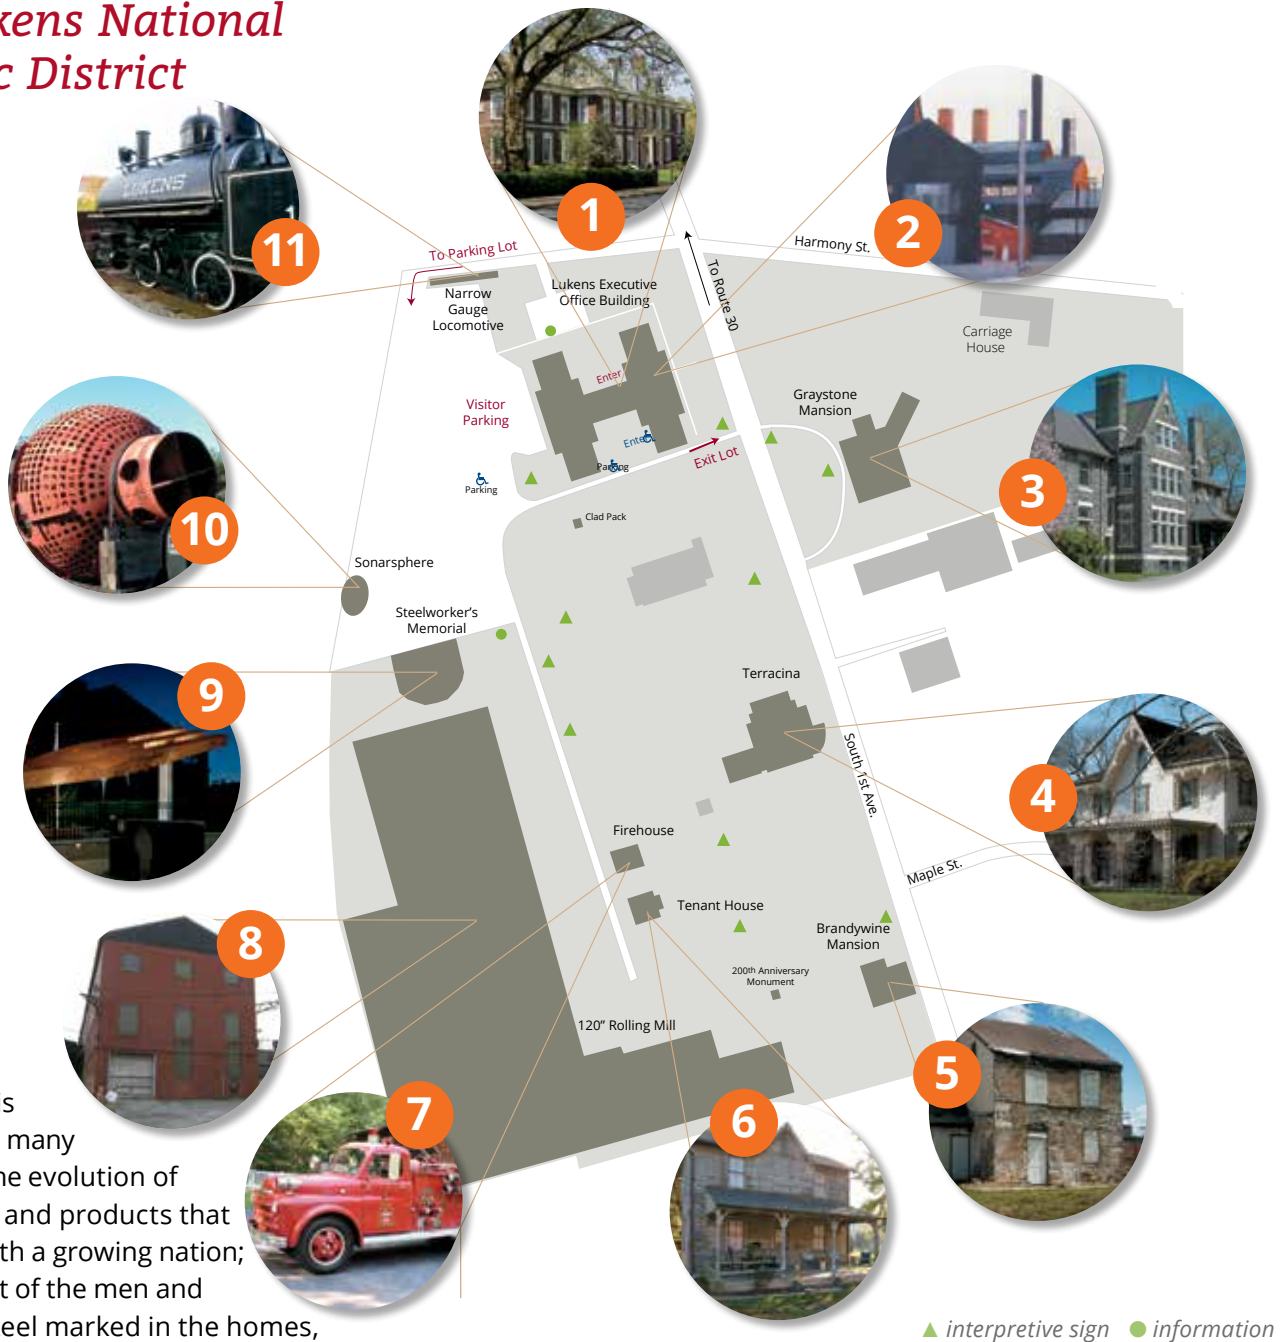 kens National
c District
1
2
11
To Parking Lot
Harmony St.
To Route 30
Narrow
Gauge
Locomotive
Lukens Executive
Office Building
Carriage
House
Enter
Visitor
Parking
Graystone
Mansion
Enter
Parking
Exit Lot
Parking
3
10
Clad Pack
Sonarsphere
Steelworker's
Memorial
9
Terracina
South 1st Ave.
4
Firehouse
Maple St.
Tenant House
Brandywine
Mansion
8
200th Anniversary
Monument
120" Rolling Mill
5
7
6
LUKENS
1
is
many
he evolution of
and products that
th a growing nation;
t of the men and
teel marked in the homes,
interpretive sign
information